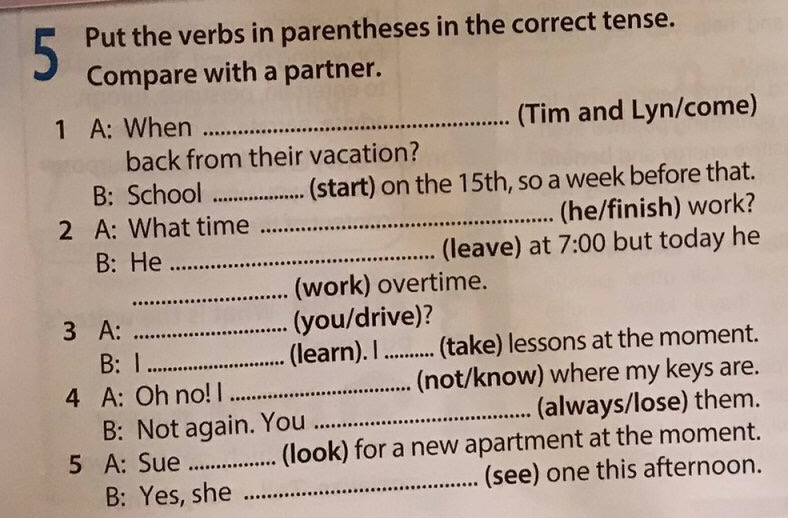 5 Put the verbs in parentheses in the correct tense.
Compare with a partner.
1 A: When ........................................ (Tim and Lyn/come)
back from their vacation?
B: School .................. (start) on the 15th, so a week before that.
2 A: What time ........................................ (he/finish) work?
B: He ........................................ (leave) at 7:00 but today he
............................ (work) overtime.
3 A: ............................ (you/drive)?
B: I ........................ (learn). I .......... (take) lessons at the moment.
4 A: Oh no! I ................................ (not/know) where my keys are.
B: Not again. You ........................................ (always/lose) them.
5 A: Sue ................ (look) for a new apartment at the moment.
B: Yes, she ........................................ (see) one this afternoon.